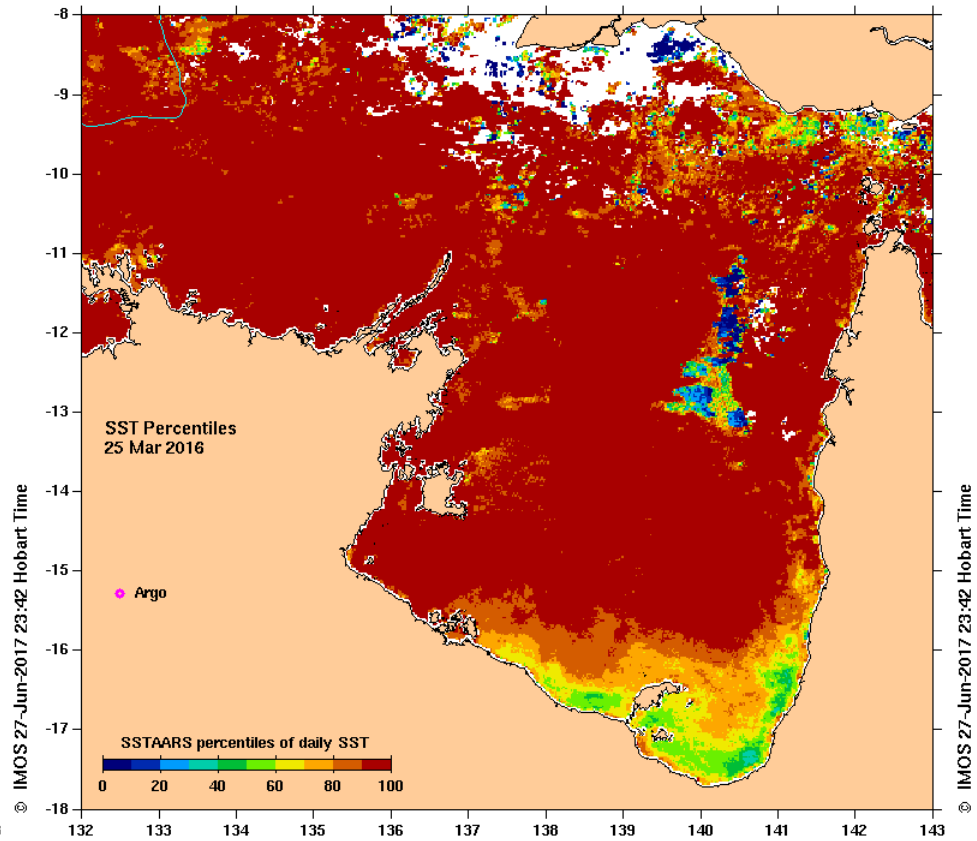 -8
-9
-10
-11
-12
-13
-14
-15
-16
-17
-18
SST Percentiles
25 Mar 2016
Argo
SSTAARS percentiles of daily SST
0 20 40 60 80 100
132 133 134 135 136 137 138 139 140 141 142 143
© IMOS 27-Jun-2017 23:42 Hobart Time
© IMOS 27-Jun-2017 23:42 Hobart Time